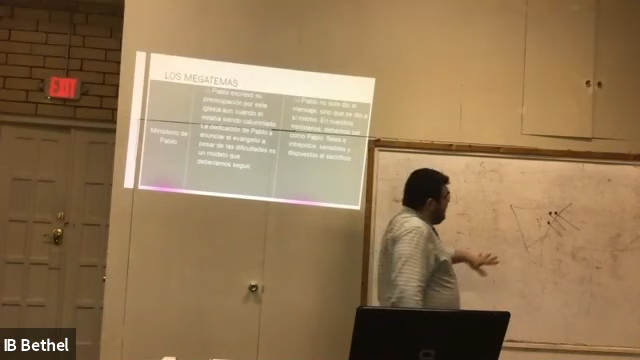 EXIT
LOS MEGATEMAS
Ministerio de
Pablo
Pablo expresó su
preocupación por esta
iglesia aun cuando él
estaba siendo calumniado.
La dedicación de Pablo a
anunciar el evangelio a
pesar de las dificultades es
un modelo que
deberíamos seguir.
Pablo no solo dio el
mensaje, sino que se dio a
sí mismo. En nuestros
ministerios, debemos ser
como Pablo: fieles e
intrépidos, sensibles y
dispuestos al sacrificio.
IB Bethel